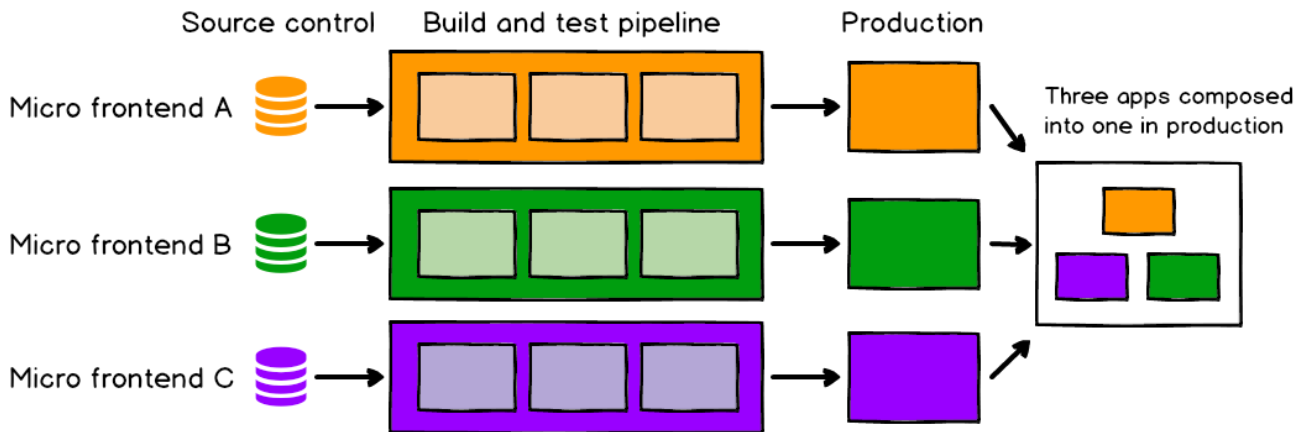 Source control
Build and test pipeline
Production
Micro frontend A
Three apps composed
into one in production
Micro frontend B
Micro frontend C